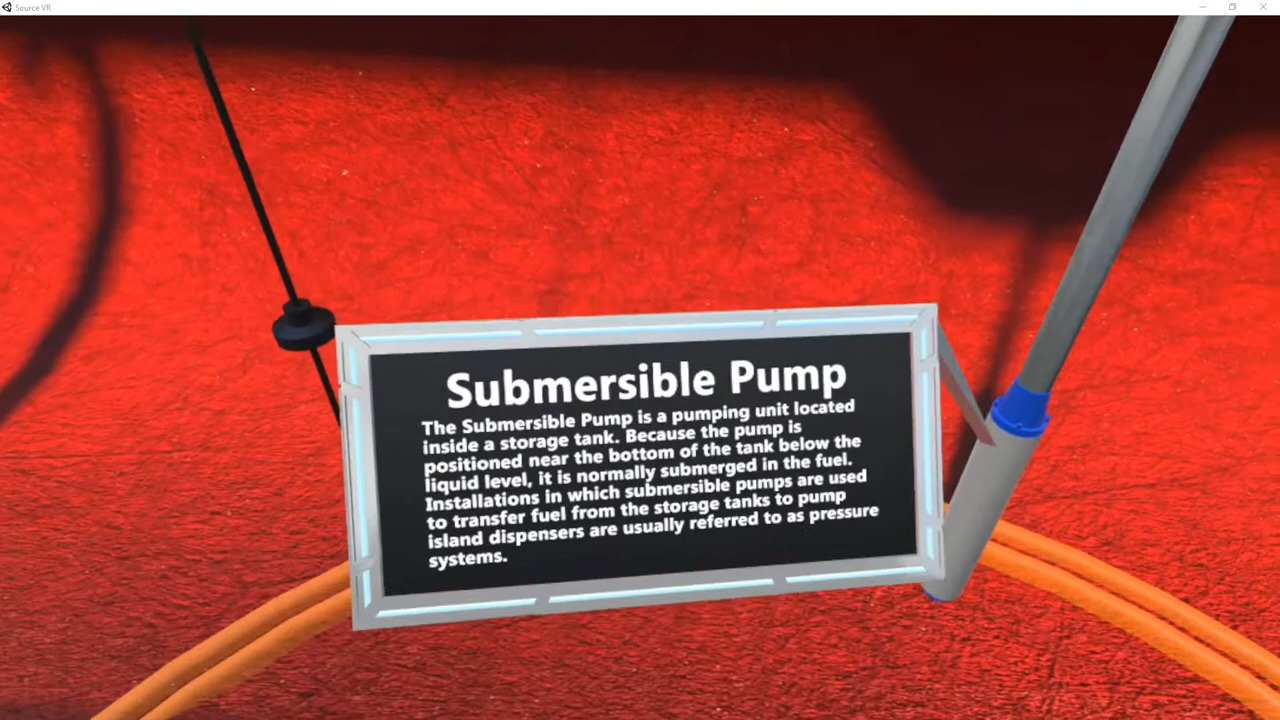 Source VR
Submersible Pump
The Submersible Pump is a pumping unit located
inside a storage tank. Because the pump is
positioned near the bottom of the tank below the
liquid level, it is normally submerged in the fuel.
Installations in which submersible pumps are used
to transfer fuel from the storage tanks to pump
island dispensers are usually referred to as pressure
systems.